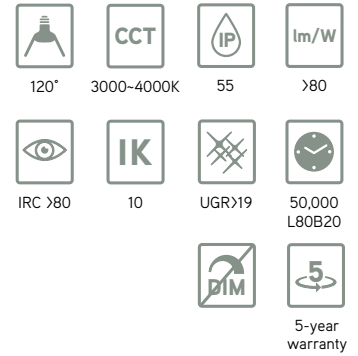 CCT
IP
lm/W
120°
3000~4000K
55
>80
IK
IRC >80
10
UGR>19
50,000
L80B20
DIM
5
5-year
warranty